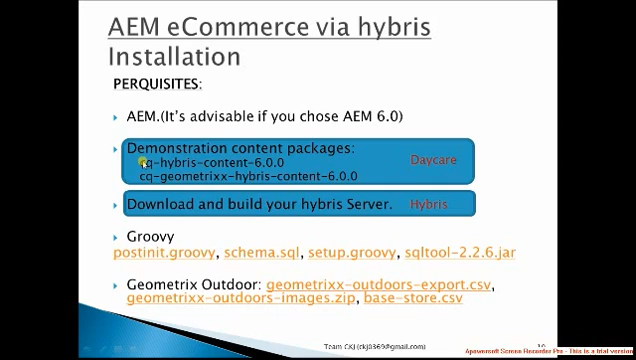 AEM eCommerce via hybris
Installation
PERQUISITES:
AEM.(It's advisable if you chose AEM 6.0)
Demonstration content packages:
cq-hybris-content-6.0.0
Daycare
cq-geometrixx-hybris-content-6.0.0
Download and build your hybris Server. Hybris
Groovy
postinit.groovy, schema.sql, setup.groovy, sqltool-2.2.6.jar
Geometrix Outdoor: geometrixx-outdoors-export.csv,
geometrixx-outdoors-images.zip, base-store.csv
Team CKJ (ckj0369@gmail.com)
Apowersoft Screen Recorder Pro - This is a trial version